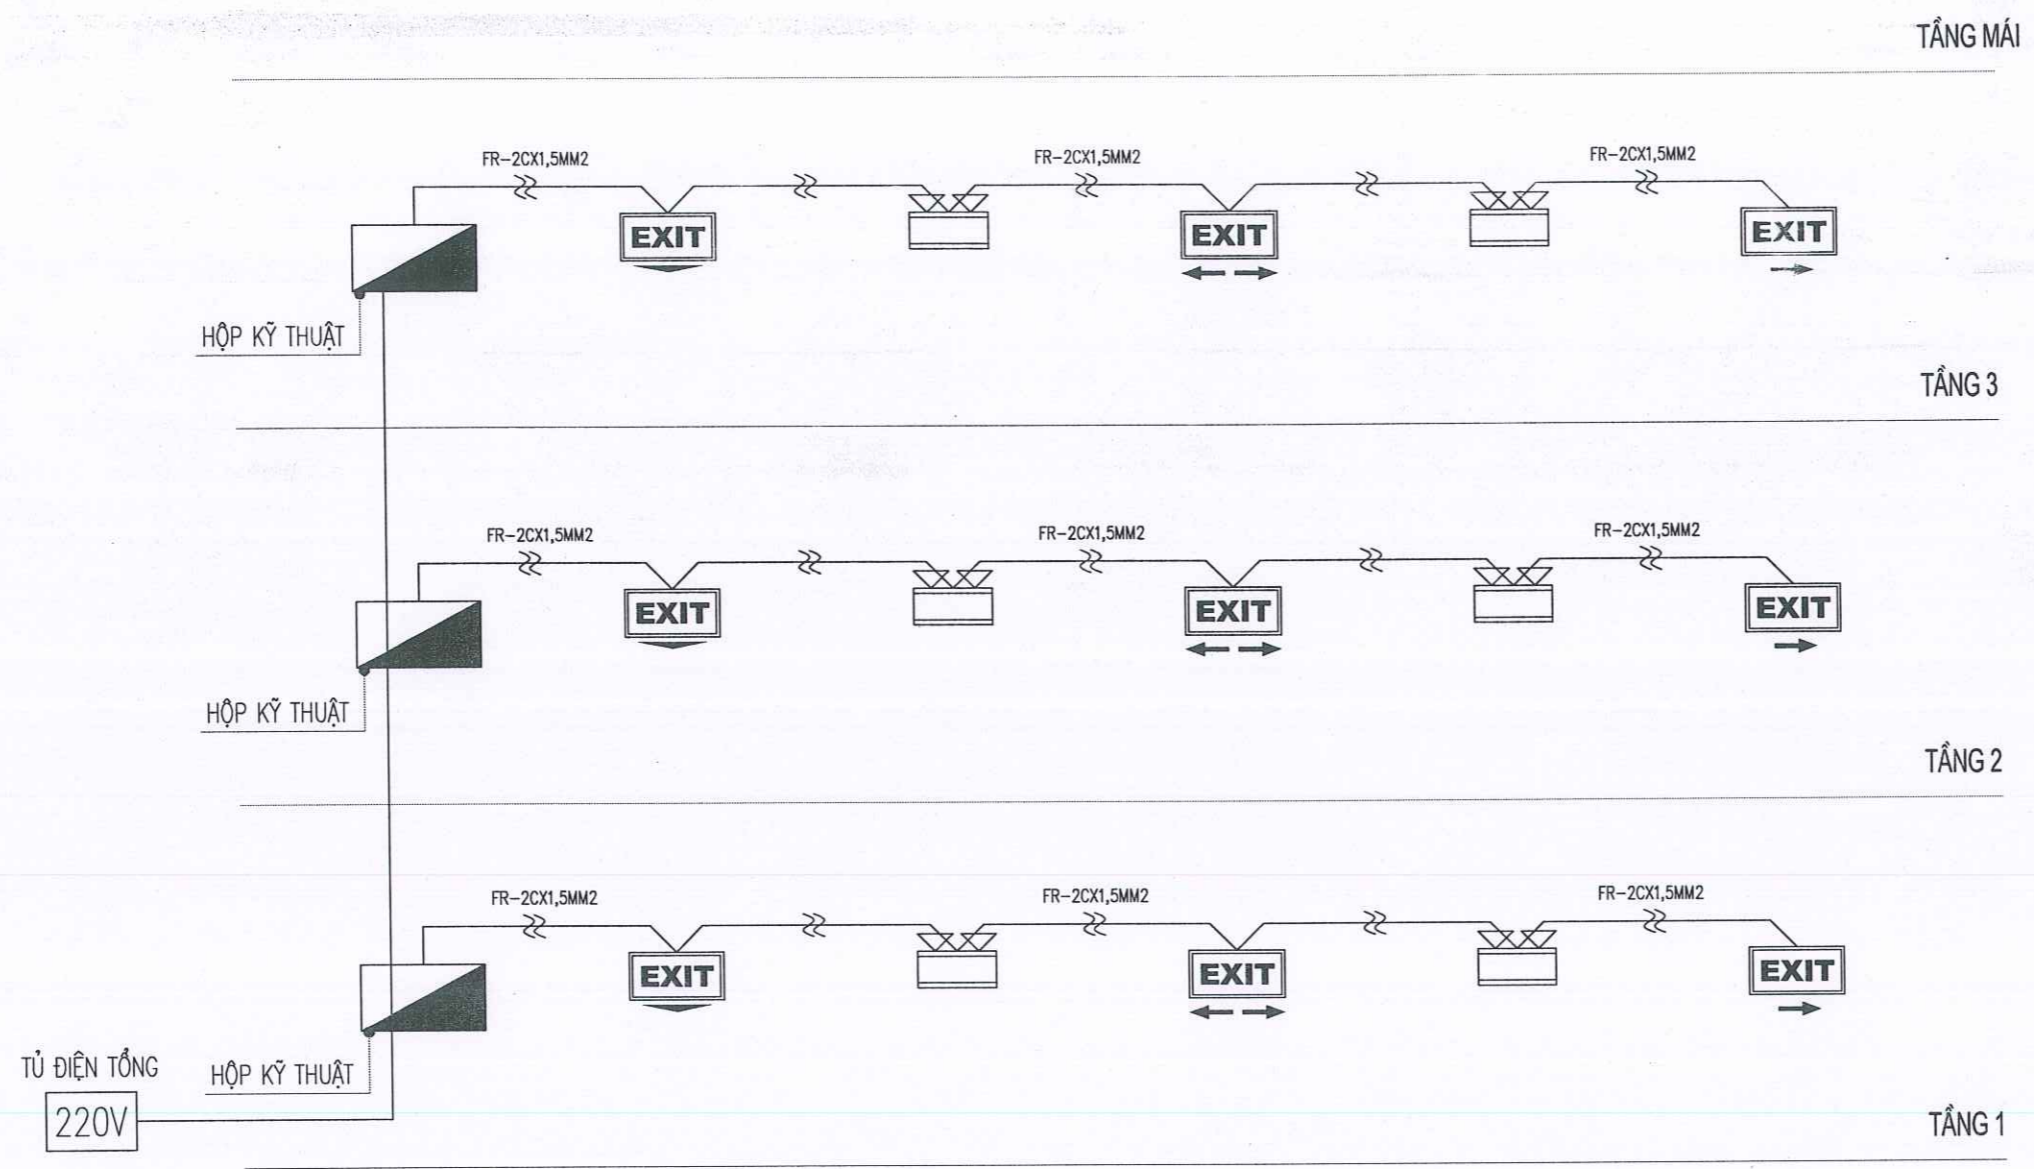 TẦNG MÁI
FR-2CX1,5MM2 FR-2CX1,5MM2 FR-2CX1,5MM2
EXIT EXIT EXIT
HỘP KỸ THUẬT
TẦNG 3
FR-2CX1,5MM2 FR-2CX1,5MM2 FR-2CX1,5MM2
EXIT EXIT EXIT
HỘP KỸ THUẬT
TẦNG 2
FR-2CX1,5MM2 FR-2CX1,5MM2 FR-2CX1,5MM2
EXIT EXIT EXIT
TỦ ĐIỆN TỔNG
HỘP KỸ THUẬT
220V
TẦNG 1